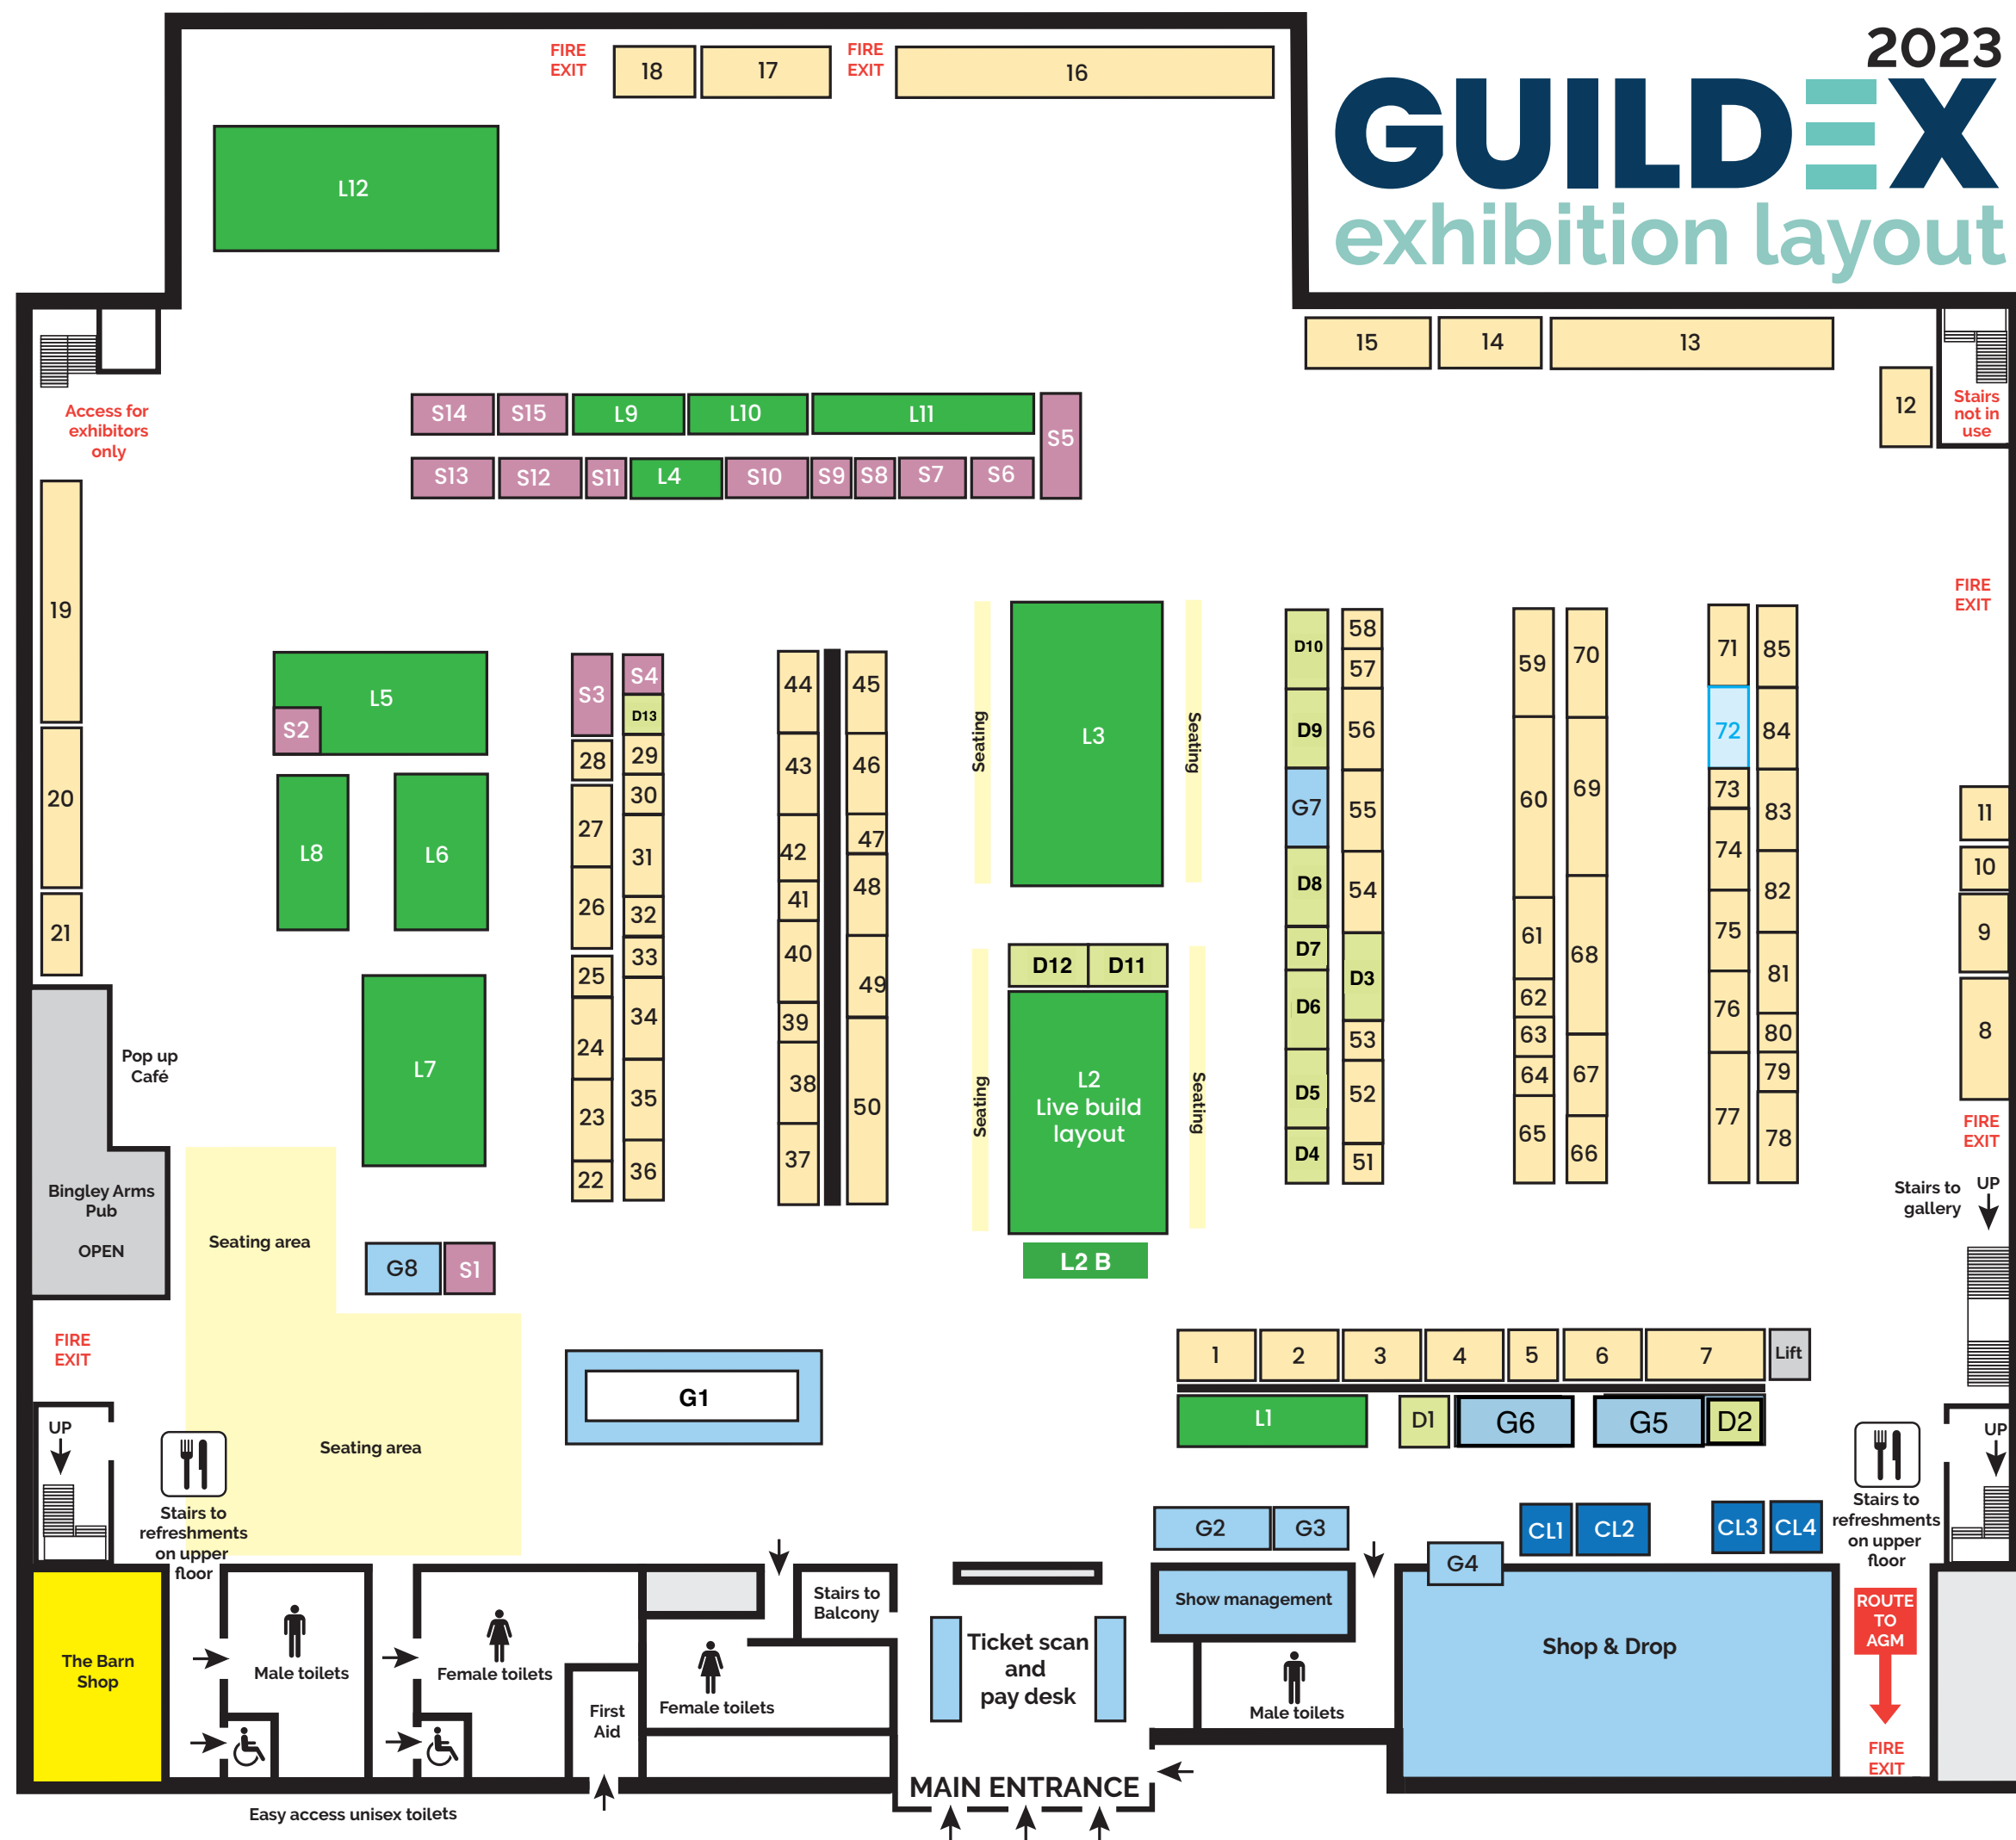 2023
GUILDEX
exhibition layout
FIRE
EXIT
18
17
FIRE
EXIT
16
L12
15
14
13
12
Stairs
not in
use
Access for
exhibitors
only
S14
S15
L9
L10
L11
S5
S13
S12
S11
L4
S10
S9
S8
S7
S6
FIRE
EXIT
19
20
21
L5
S2
L8
L6
L7
S3
28
27
26
25
24
23
22
S4
D13
29
30
31
32
33
34
35
36
44
43
42
41
40
39
38
37
45
46
47
48
49
50
Seating
L3
Seating
D12
D11
Seating
L2
Live build
layout
Seating
L2 B
D10
D9
G7
D8
D7
D6
D5
D4
58
57
56
55
54
D3
53
52
51
59
60
61
62
63
64
65
70
69
68
67
66
71
72
73
74
75
76
77
85
84
83
82
81
80
79
78
11
10
9
8
FIRE
EXIT
Stairs to
gallery
UP
Pop up
Café
Bingley Arms
Pub
OPEN
Seating area
G8
S1
FIRE
EXIT
G1
Seating area
UP
Stairs to
refreshments
on upper
floor
1
2
3
4
5
6
7
Lift
L1
D1
G6
G5
D2
UP
Stairs to
refreshments
on upper
floor
G2
G3
CL1
CL2
CL3
CL4
G4
The Barn
Shop
Male toilets
Female toilets
First
Aid
Female toilets
Stairs to
Balcony
Ticket scan
and
pay desk
Show management
Male toilets
Shop & Drop
ROUTE
TO
AGM
FIRE
EXIT
MAIN ENTRANCE
Easy access unisex toilets